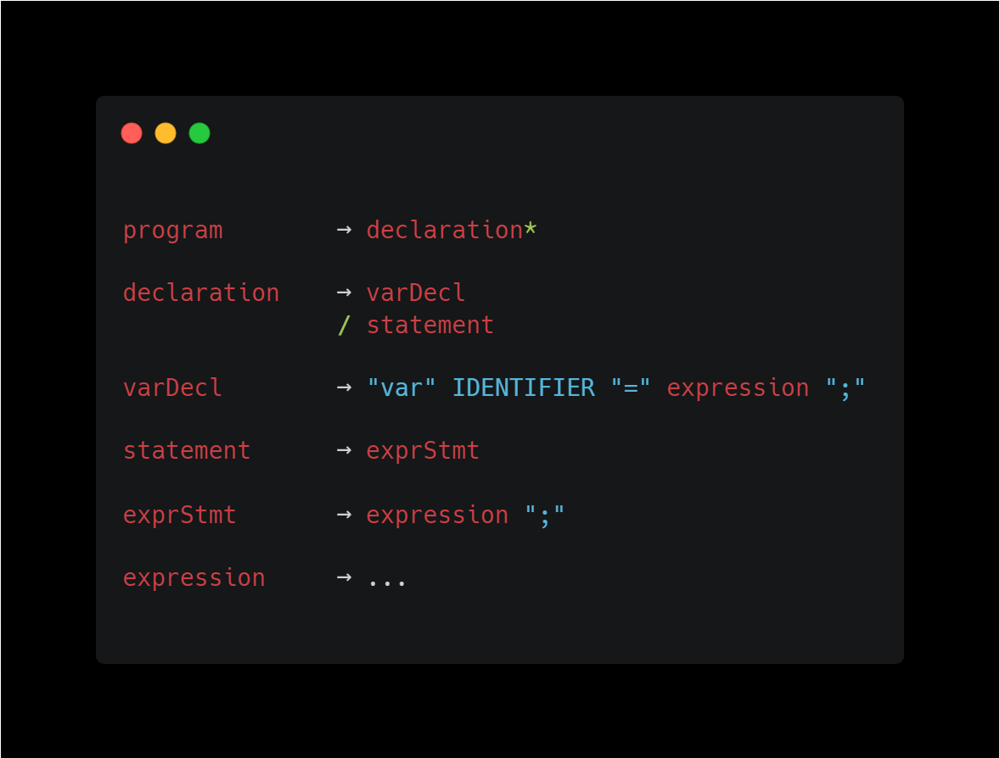 program → declaration*
declaration → varDecl
/ statement
varDecl → "var" IDENTIFIER "=" expression ";"
statement → exprStmt
exprStmt → expression ";"
expression → ...